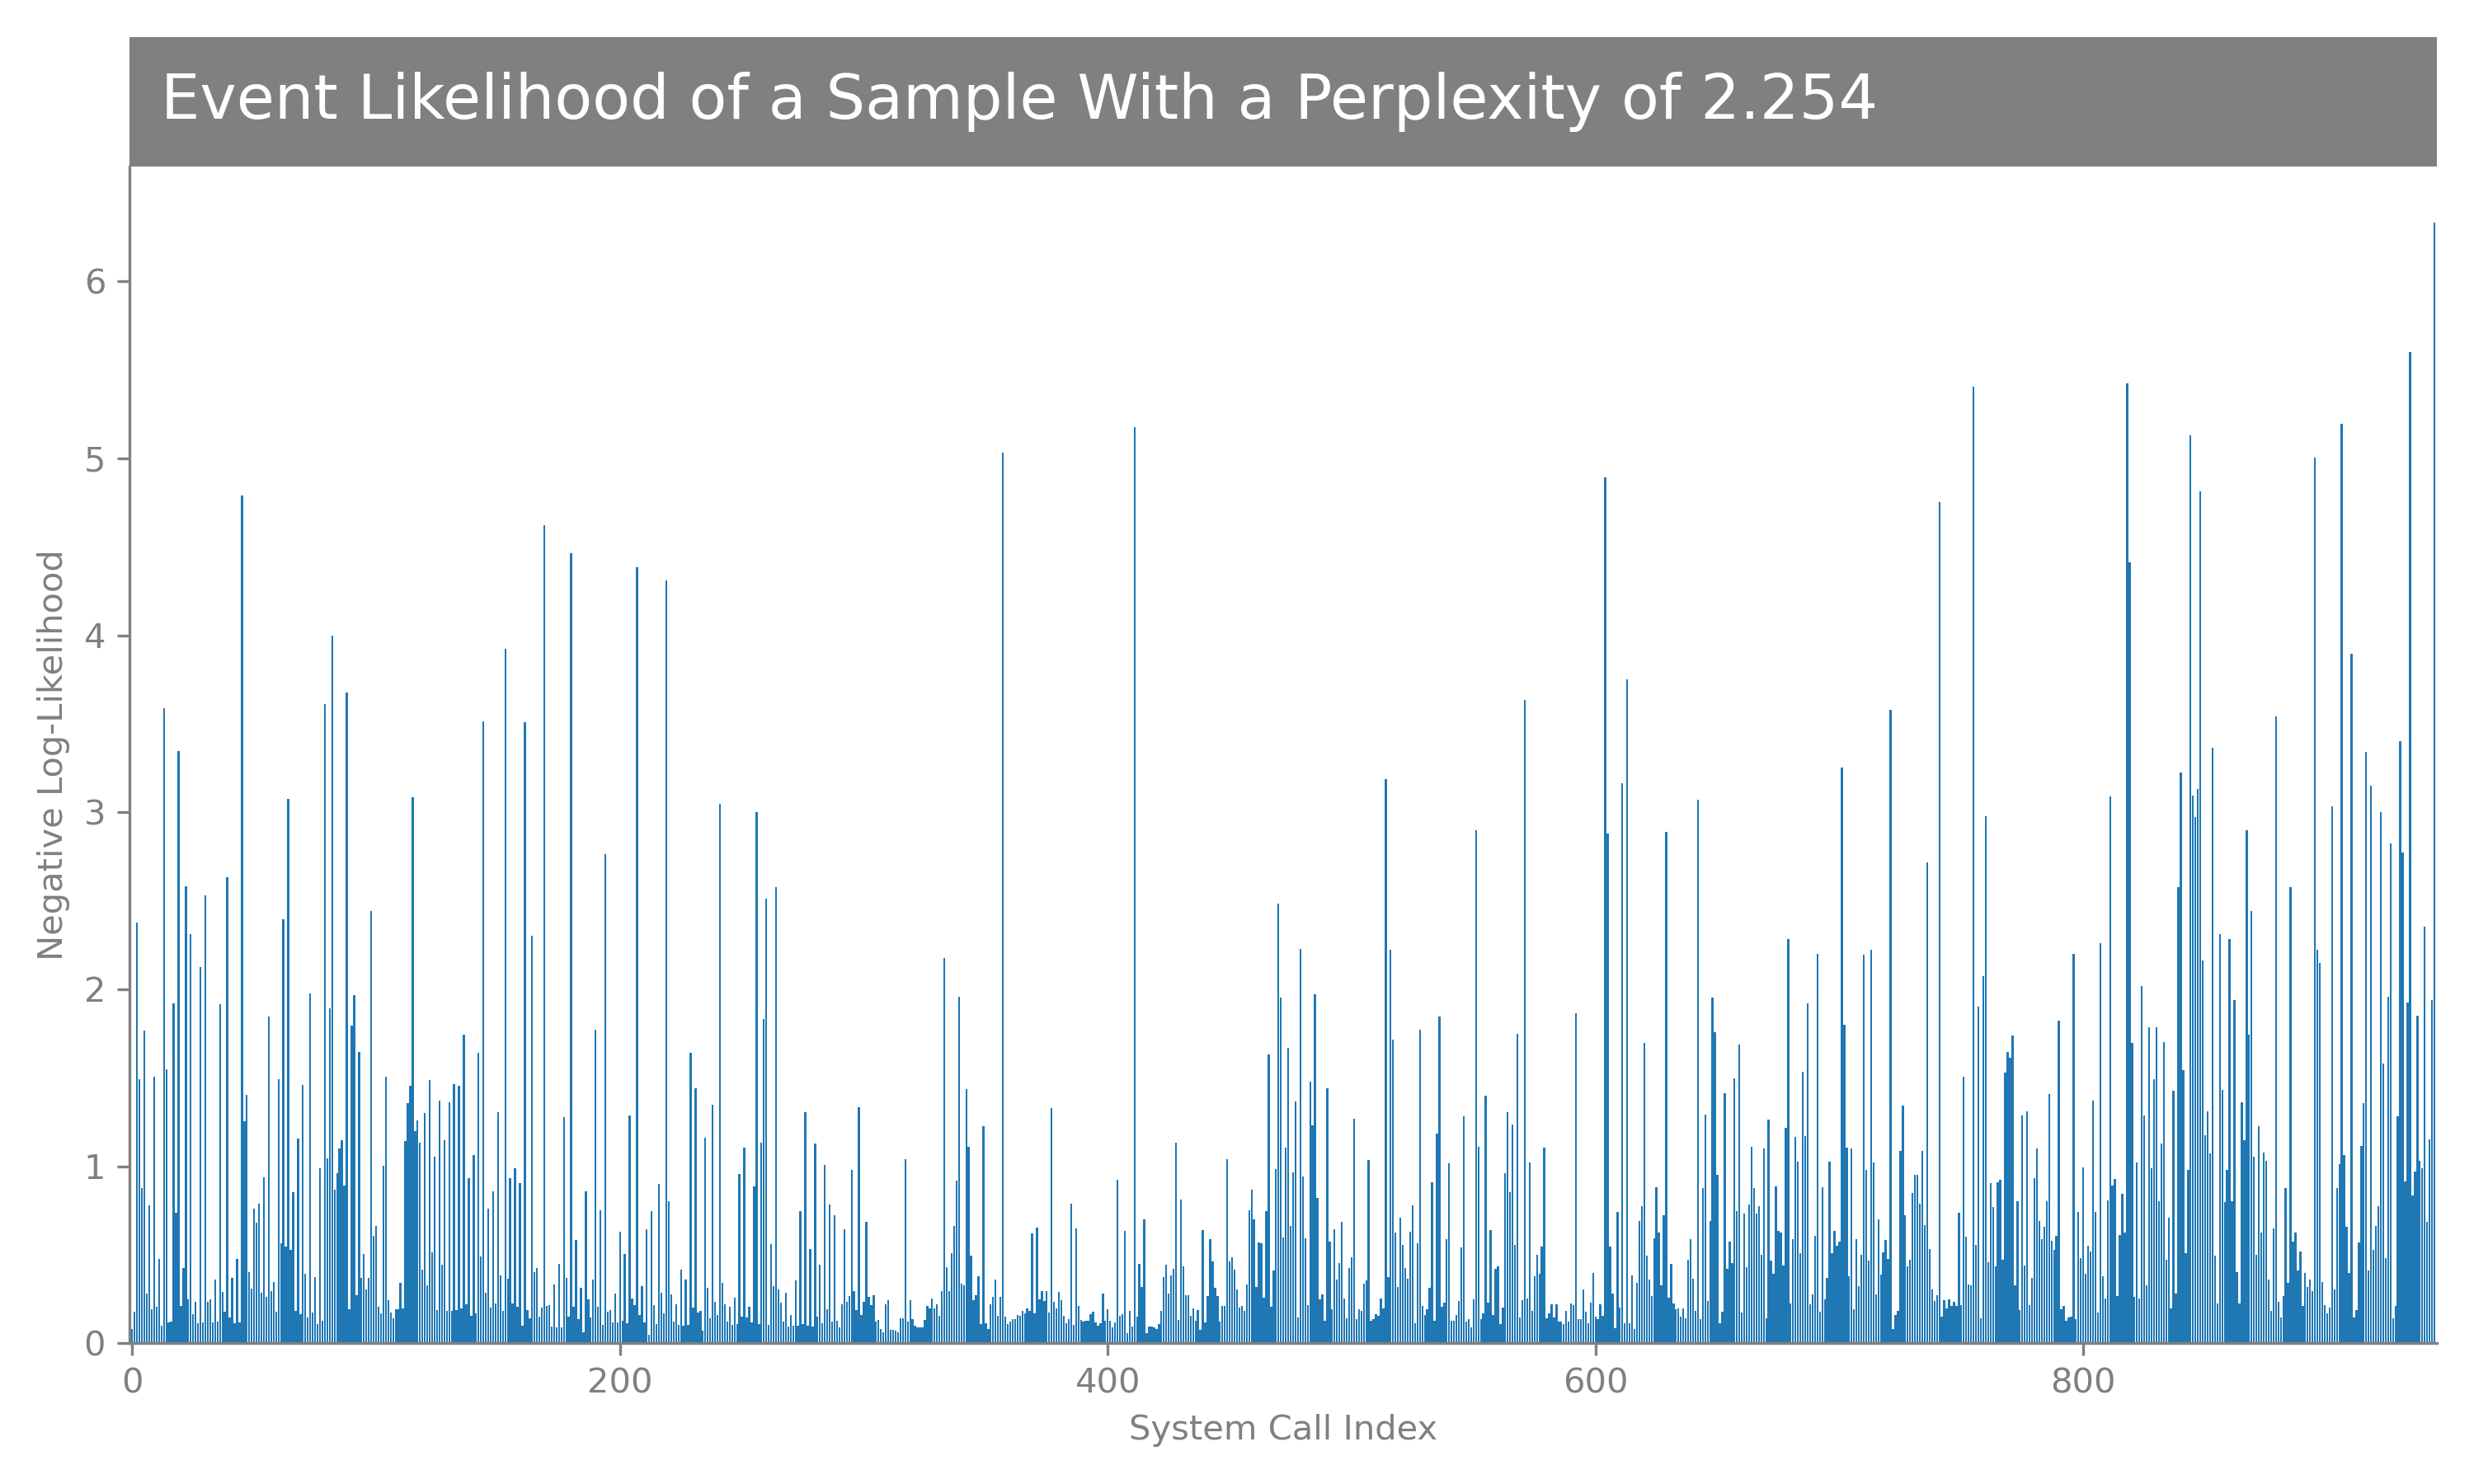 Event Likelihood of a Sample With a Perplexity of 2.254
6
5
4
3
2
1
0
Negative Log-Likelihood
0 200 400 600 800
System Call Index